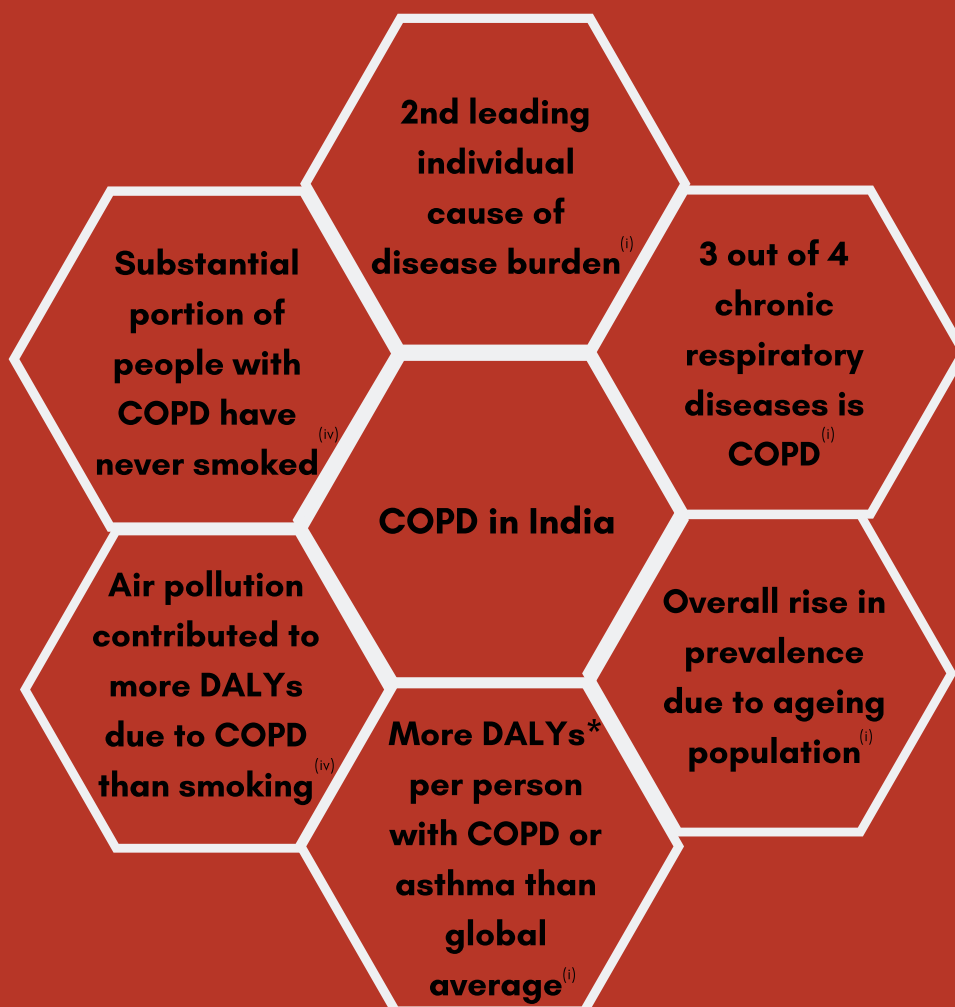 2nd leading
individual
cause of
disease burden(i)
3 out of 4
chronic
respiratory
diseases is
COPD(i)
Overall rise in
prevalence
due to ageing
population(i)
More DALYs*
per person
with COPD or
asthma than
global
average(i)
Air pollution
contributed to
more DALYs
due to COPD
than smoking(iv)
Substantial
portion of
people with
COPD have
never smoked(iv)
COPD in India